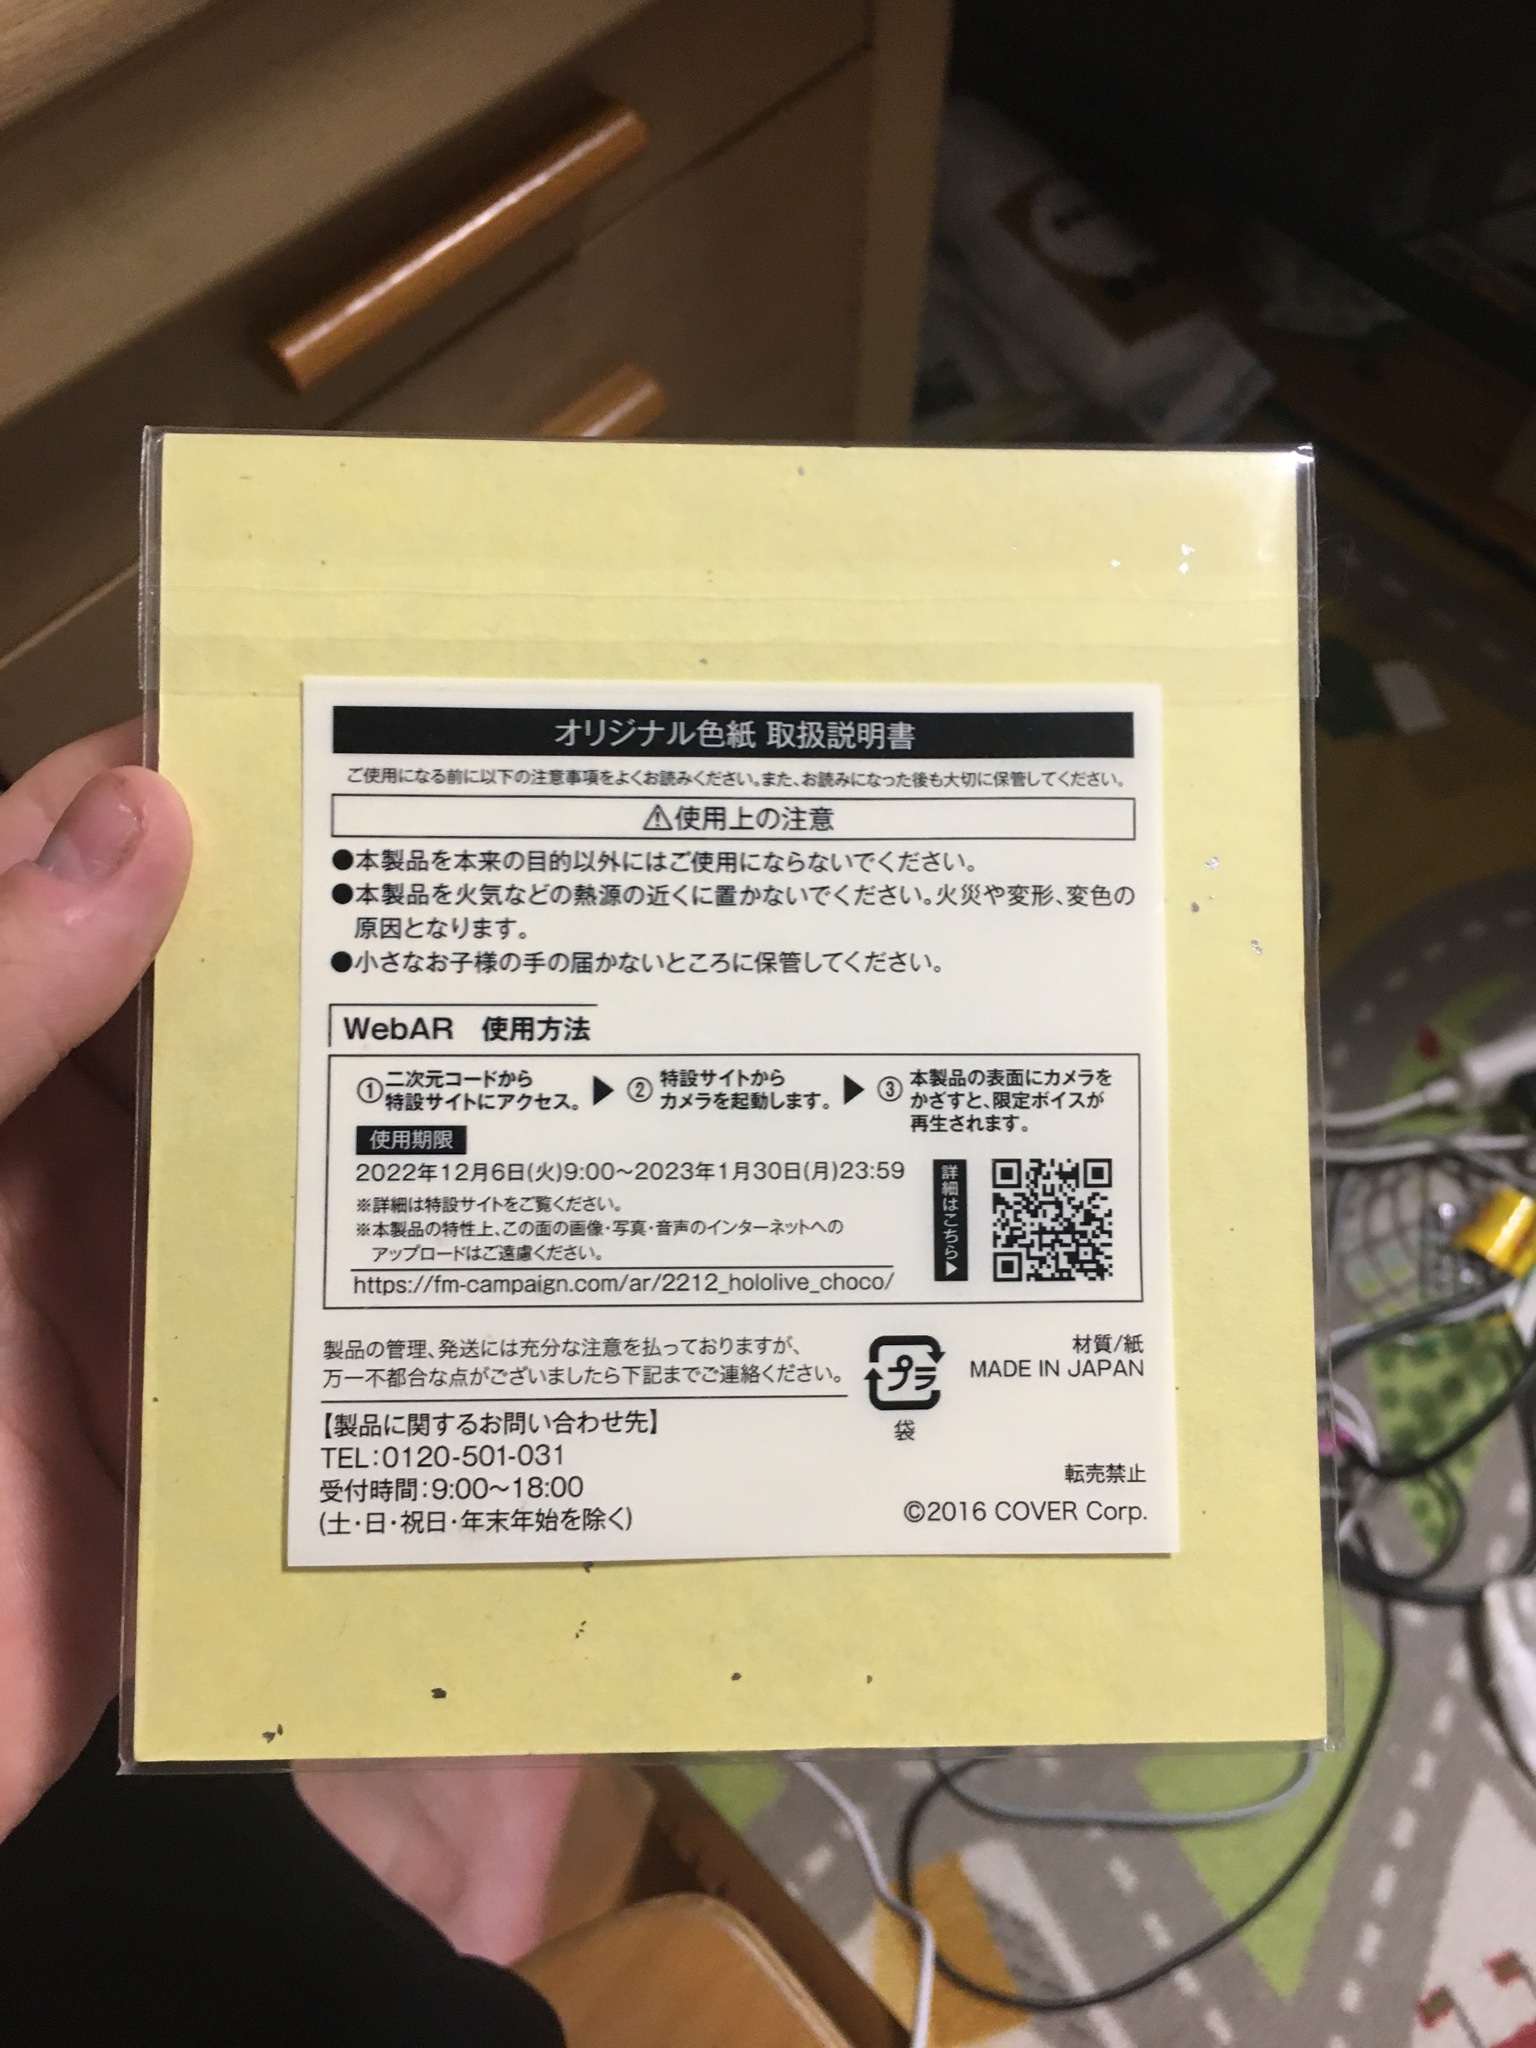 オリジナル色紙 取扱説明書
ご使用になる前に以下の注意事項をよくお読みください。また、お読みになった後も大切に保管してください。
⚠使用上の注意
●本製品を本来の目的以外にはご使用にならないでください。
●本製品を火気などの熱源の近くに置かないでください。火災や変形、変色の
原因となります。
●小さなお子様の手の届かないところに保管してください。
WebAR 使用方法
①二次元コードから
特設サイトにアクセス。
▶
②特設サイトから
カメラを起動します。
▶
③本製品の表面にカメラを
かざすと、限定ボイスが
再生されます。
使用期限
2022年12月6日(火)9:00〜2023年1月30日(月)23:59
※詳細は特設サイトをご覧ください。
※本製品の特性上、この面の画像・写真・音声のインターネットへの
アップロードはご遠慮ください。
https://fm-campaign.com/ar/2212_hololive_choco/
詳細はこちら▶
製品の管理、発送には充分な注意を払っておりますが、
万一不都合な点がございましたら下記までご連絡ください。
【製品に関するお問い合わせ先】
TEL:0120-501-031
受付時間:9:00〜18:00
(土・日・祝日・年末年始を除く)
プラ
袋
材質/紙
MADE IN JAPAN
転売禁止
©2016 COVER Corp.